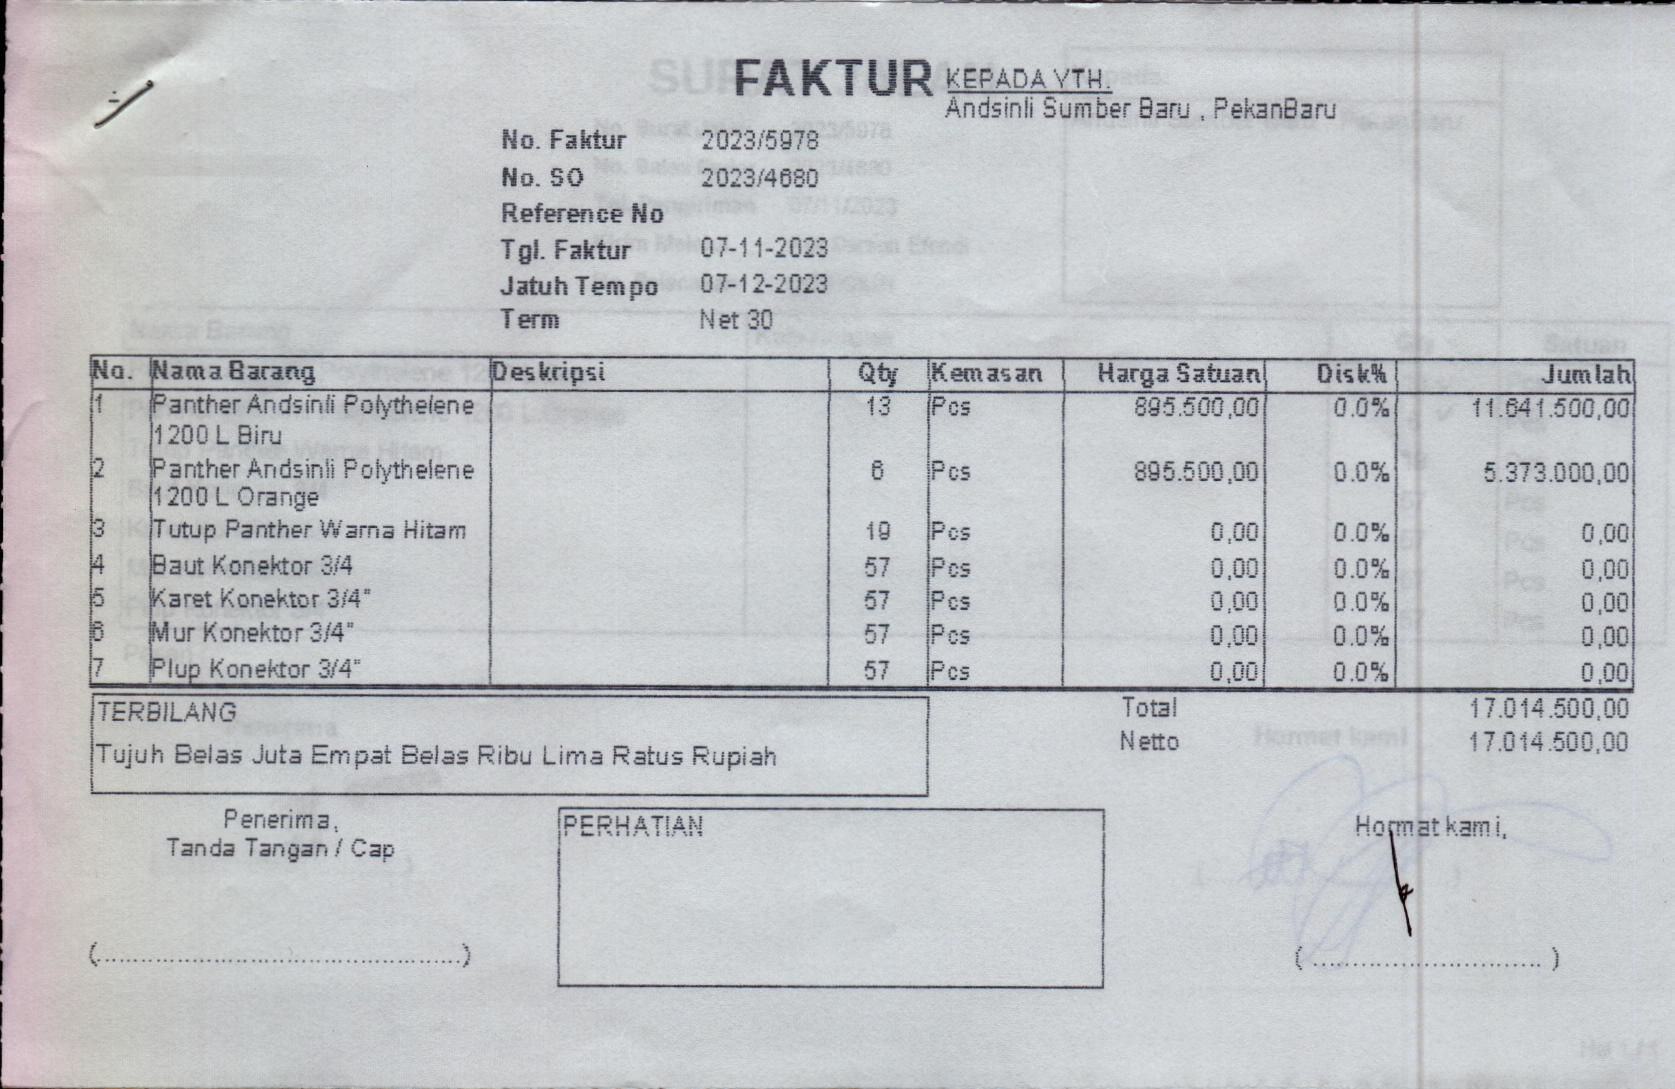 FAKTUR
KEPADA YTH.
Andsinli Sumber Baru , PekanBaru
No. Faktur 2023/5978
No. SO 2023/4680
Reference No
Tgl. Faktur 07-11-2023
Jatuh Tempo 07-12-2023
Term Net 30
No. Nama Barang Deskripsi Qty Kemasan Harga Satuan Disk% Jumlah
1 Panther Andsinli Polythelene 13 Pcs 895.500,00 0.0% 11.641.500,00
1200 L Biru
2 Panther Andsinli Polythelene 6 Pcs 895.500,00 0.0% 5.373.000,00
1200 L Orange
3 Tutup Panther Warna Hitam 19 Pcs 0,00 0.0% 0,00
4 Baut Konektor 3/4 57 Pcs 0,00 0.0% 0,00
5 Karet Konektor 3/4" 57 Pcs 0,00 0.0% 0,00
6 Mur Konektor 3/4" 57 Pcs 0,00 0.0% 0,00
7 Plup Konektor 3/4" 57 Pcs 0,00 0.0% 0,00
TERBILANG
Tujuh Belas Juta Empat Belas Ribu Lima Ratus Rupiah
Total 17.014.500,00
Netto 17.014.500,00
Penerima,
Tanda Tangan / Cap
PERHATIAN
Hormat kami,
(..................................................)
(.............................. )